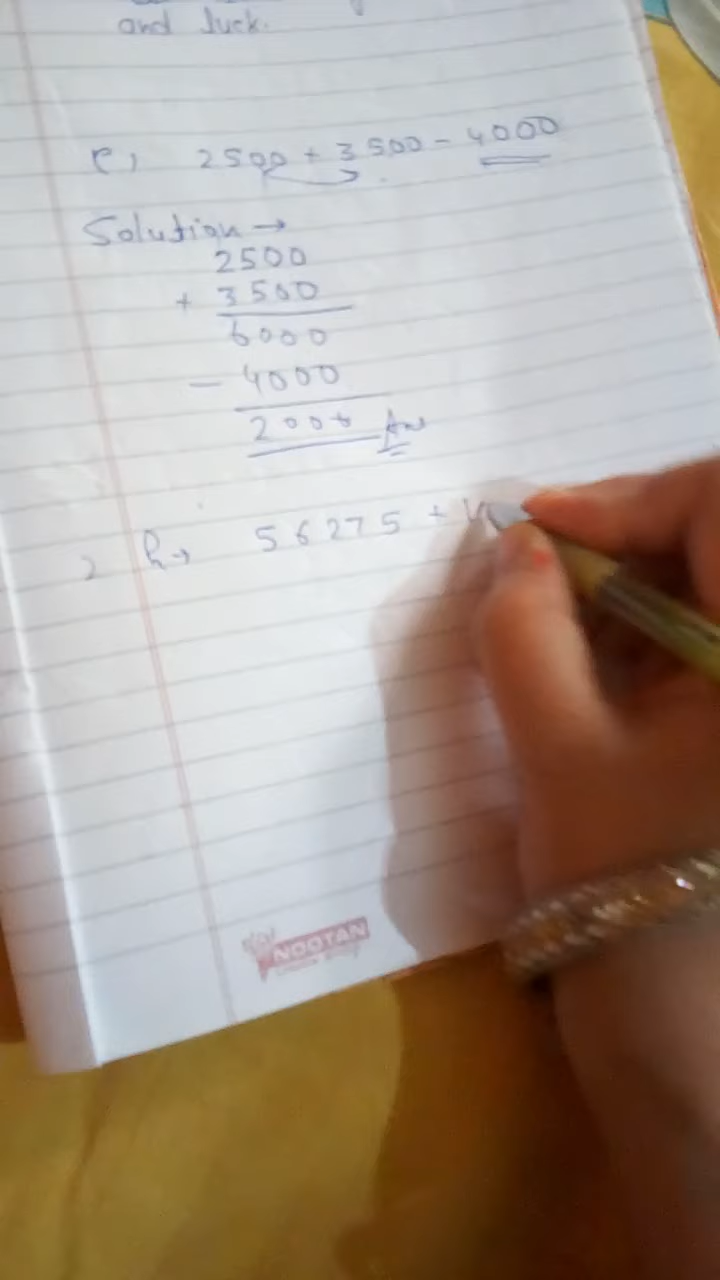 and luck.
e) 2500 + 3500 - 4000
Solution →
2500
+ 3500
6000
- 4000
2000 Ans
h → 56275 +
NOOTAN